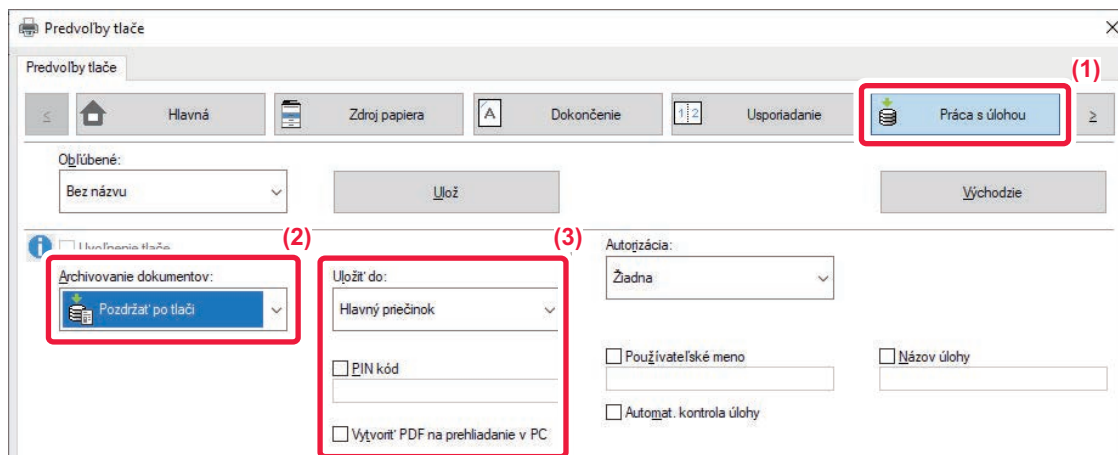 Predvoľby tlače
Predvoľby tlače
(1)
Hlavná
Zdroj papiera
A
Dokončenie
1 2
Usporiadanie
Práca s úlohou
Obľúbené:
Bez názvu
Ulož
Východzie
Uvoľnenie tlače
(2)
(3)
Autorizácia:
Archivovanie dokumentov:
Uložiť do:
Žiadna
Pozdržať po tlači
Hlavný priečinok
PIN kód
Používateľské meno
Názov úlohy
Automat. kontrola úlohy
Vytvoriť PDF na prehliadanie v PC